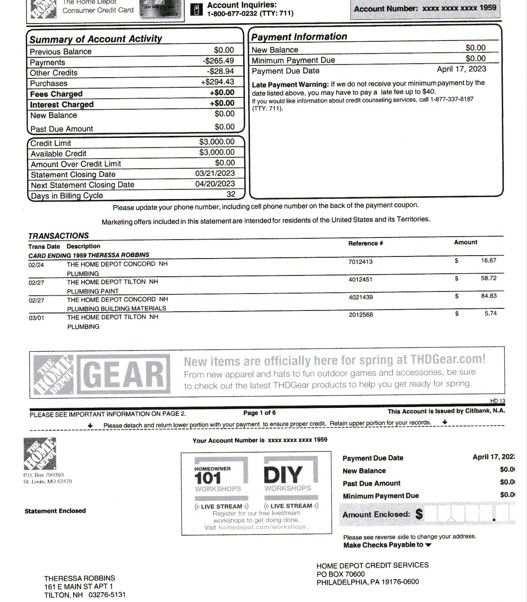 The Home Depot
Consumer Credit Card
Account Inquiries:
1-800-677-0232 (TTY: 711)
Account Number: xxxx xxxx xxxx 1959
Summary of Account Activity
Previous Balance $0.00
Payments -$265.49
Other Credits -$28.94
Purchases +$294.43
Fees Charged +$0.00
Interest Charged +$0.00
New Balance $0.00
Past Due Amount $0.00
Credit Limit $3,000.00
Available Credit $3,000.00
Amount Over Credit Limit $0.00
Statement Closing Date 03/21/2023
Next Statement Closing Date 04/20/2023
Days in Billing Cycle 32
Payment Information
New Balance $0.00
Minimum Payment Due $0.00
Payment Due Date April 17, 2023
Late Payment Warning: If we do not receive your minimum payment by the
date listed above, you may have to pay a late fee up to $40.
If you would like information about credit counseling services, call 1-877-337-8187
(TTY: 711).
Please update your phone number, including cell phone number on the back of the payment coupon.
Marketing offers included in this statement are intended for residents of the United States and its Territories.
TRANSACTIONS
Trans Date Description Reference # Amount
CARD ENDING 1959 THERESSA ROBBINS
02/24 THE HOME DEPOT CONCORD NH 7012413 $ 16.67
PLUMBING
02/27 THE HOME DEPOT TILTON NH 4012451 $ 58.72
PLUMBING PAINT
02/27 THE HOME DEPOT CONCORD NH 4021439 $ 84.83
PLUMBING BUILDING MATERIALS
03/01 THE HOME DEPOT TILTON NH 2012568 $ 5.74
PLUMBING
THE HOME DEPOT
GEAR
New items are officially here for spring at THDGear.com!
From new apparel and hats to fun outdoor games and accessories, be sure
to check out the latest THDGear products to help you get ready for spring.
HD 13
PLEASE SEE IMPORTANT INFORMATION ON PAGE 2. Page 1 of 6 This Account is Issued by Citibank, N.A.
Please detach and return lower portion with your payment to ensure proper credit. Retain upper portion for your records.
Your Account Number is xxxx xxxx xxxx 1959
P.O. Box 790393
St. Louis, MO 63179
Statement Enclosed
HOMEOWNER
101
WORKSHOPS
LIVE STREAM
DIY
WORKSHOPS
LIVE STREAM
Register for our free livestream
workshops to get doing done.
Visit homedepot.com/workshops.
Payment Due Date April 17, 202
New Balance $0.0
Past Due Amount $0.0
Minimum Payment Due $0.0
Amount Enclosed: $
Please see reverse side to change your address.
Make Checks Payable to
THERESSA ROBBINS
161 E MAIN ST APT 1
TILTON, NH 03276-5131
HOME DEPOT CREDIT SERVICES
PO BOX 70600
PHILADELPHIA, PA 19176-0600